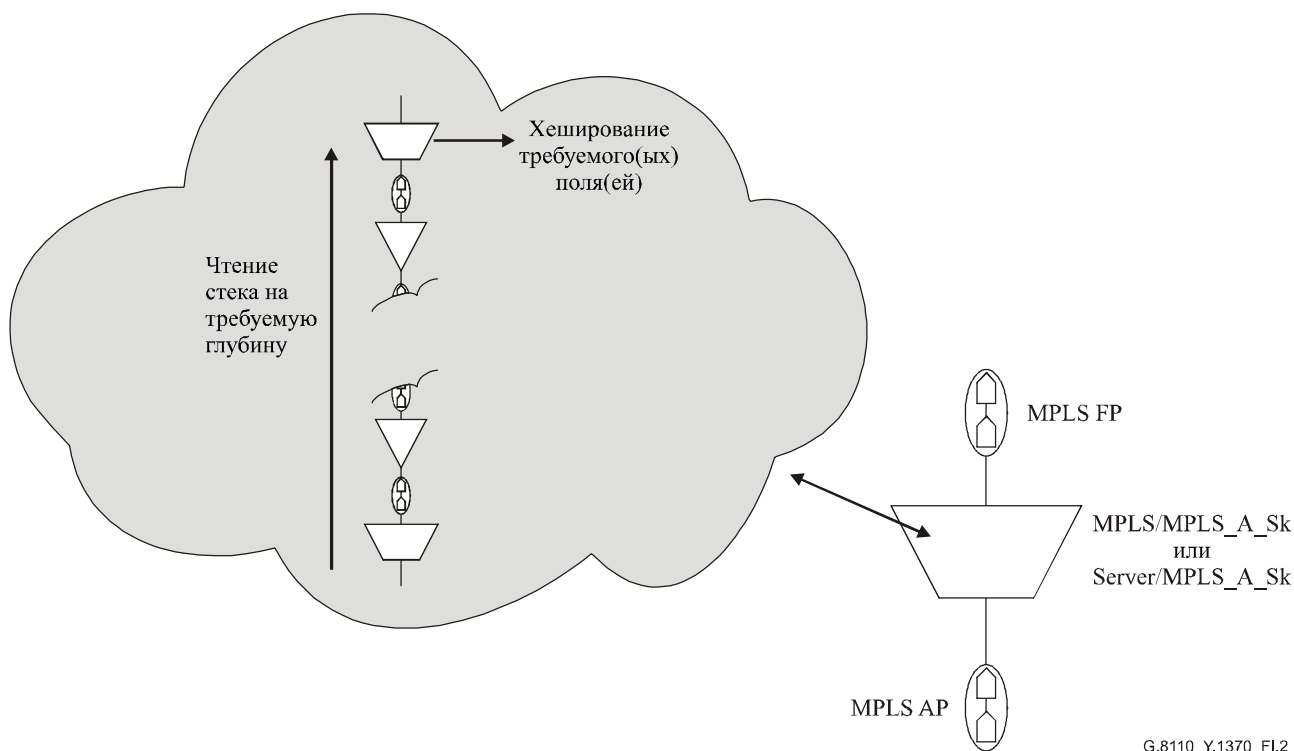 Хеширование
требуемого(ых)
поля(ей)
Чтение
стека на
требуемую
глубину
MPLS FP
MPLS/MPLS_A_Sk
или
Server/MPLS_A_Sk
MPLS AP
G.8110_Y.1370_FI.2